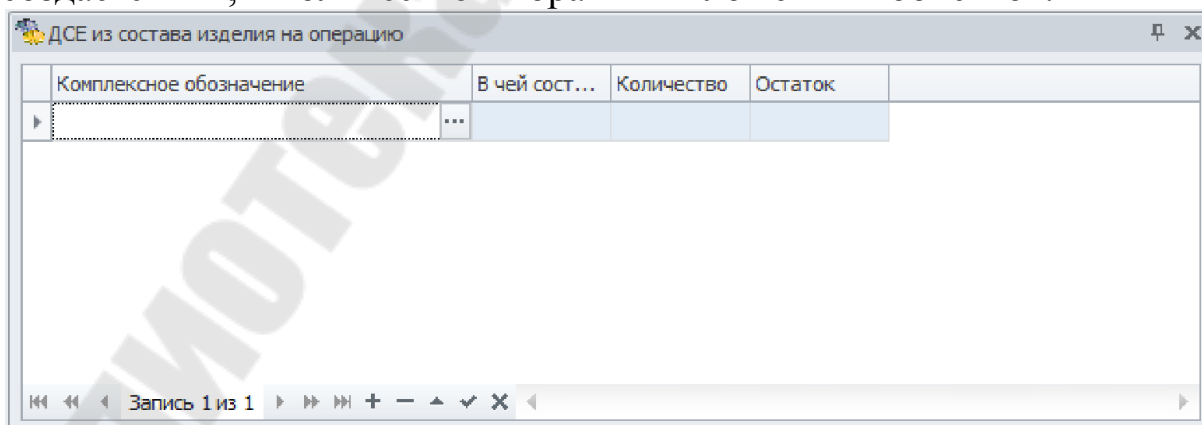 ДСЕ из состава изделия на операцию
Комплексное обозначение В чей сост... Количество Остаток
Запись 1 из 1